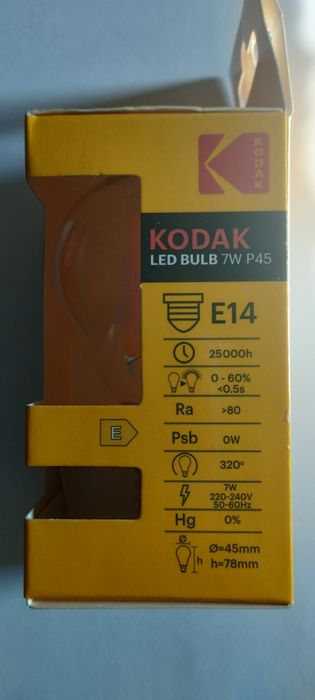 KODAK
KODAK
LED BULB 7W P45
E14
25000h
0 - 60%
<0.5s
E
Ra >80
Psb 0W
320°
7W
220-240V
50-60Hz
Hg 0%
Ø
Ø=45mm
h
h=78mm